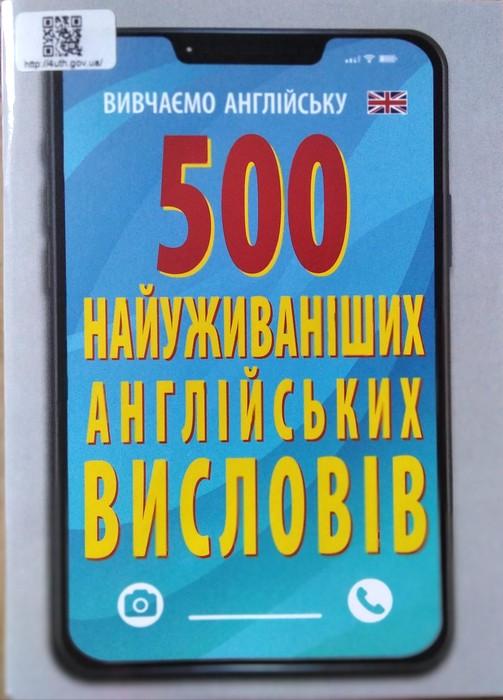 http://4uth.gov.ua/
ВИВЧАЄМО АНГЛІЙСЬКУ
500
НАЙУЖИВАНІШИХ
АНГЛІЙСЬКИХ
ВИСЛОВІВ